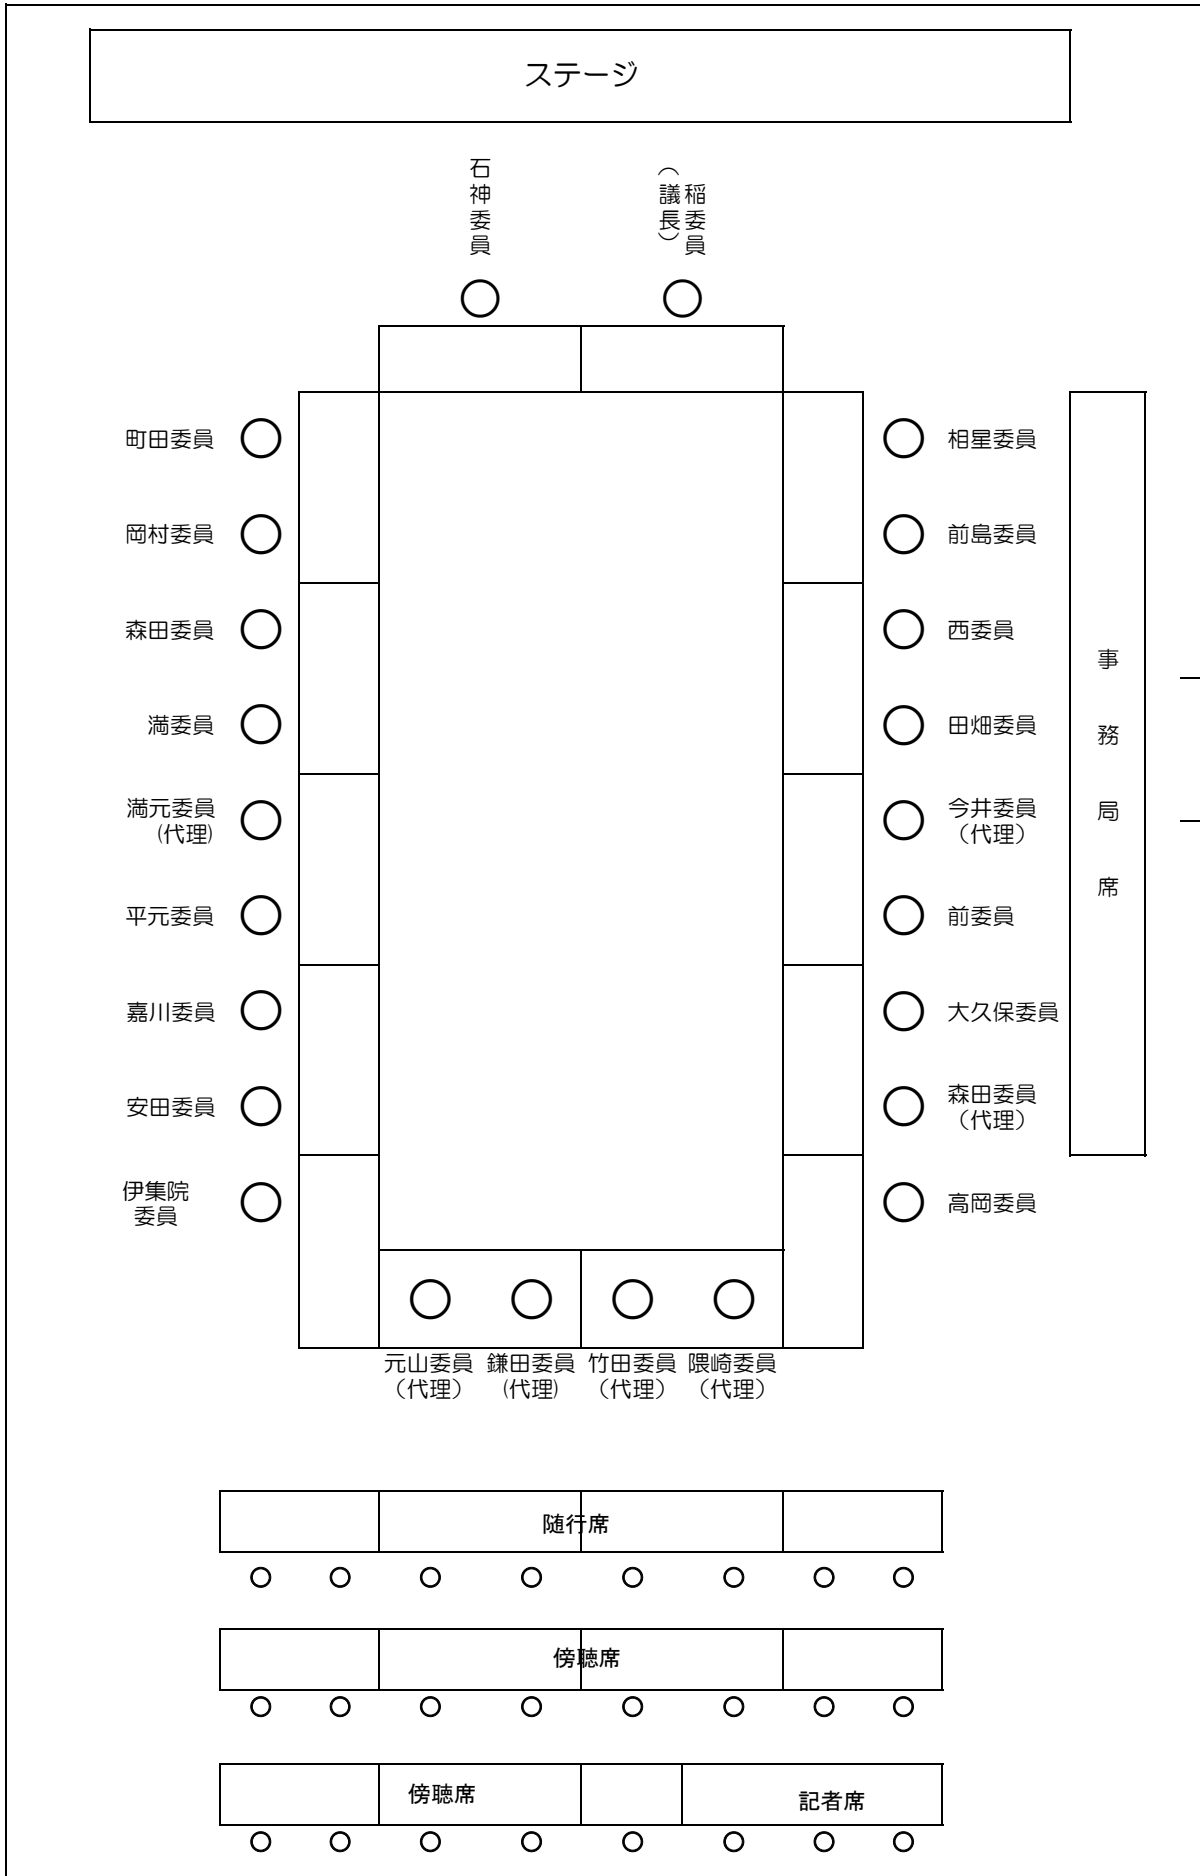 ステージ
石神委員
稲委員
（議長）
町田委員
岡村委員
森田委員
満委員
満元委員
(代理)
平元委員
嘉川委員
安田委員
伊集院
委員
相星委員
前島委員
西委員
田畑委員
今井委員
（代理）
前委員
大久保委員
森田委員
（代理）
高岡委員
事務局席
元山委員
（代理）
鎌田委員
(代理)
竹田委員
（代理）
隈崎委員
（代理）
随行席
傍聴席
傍聴席
記者席